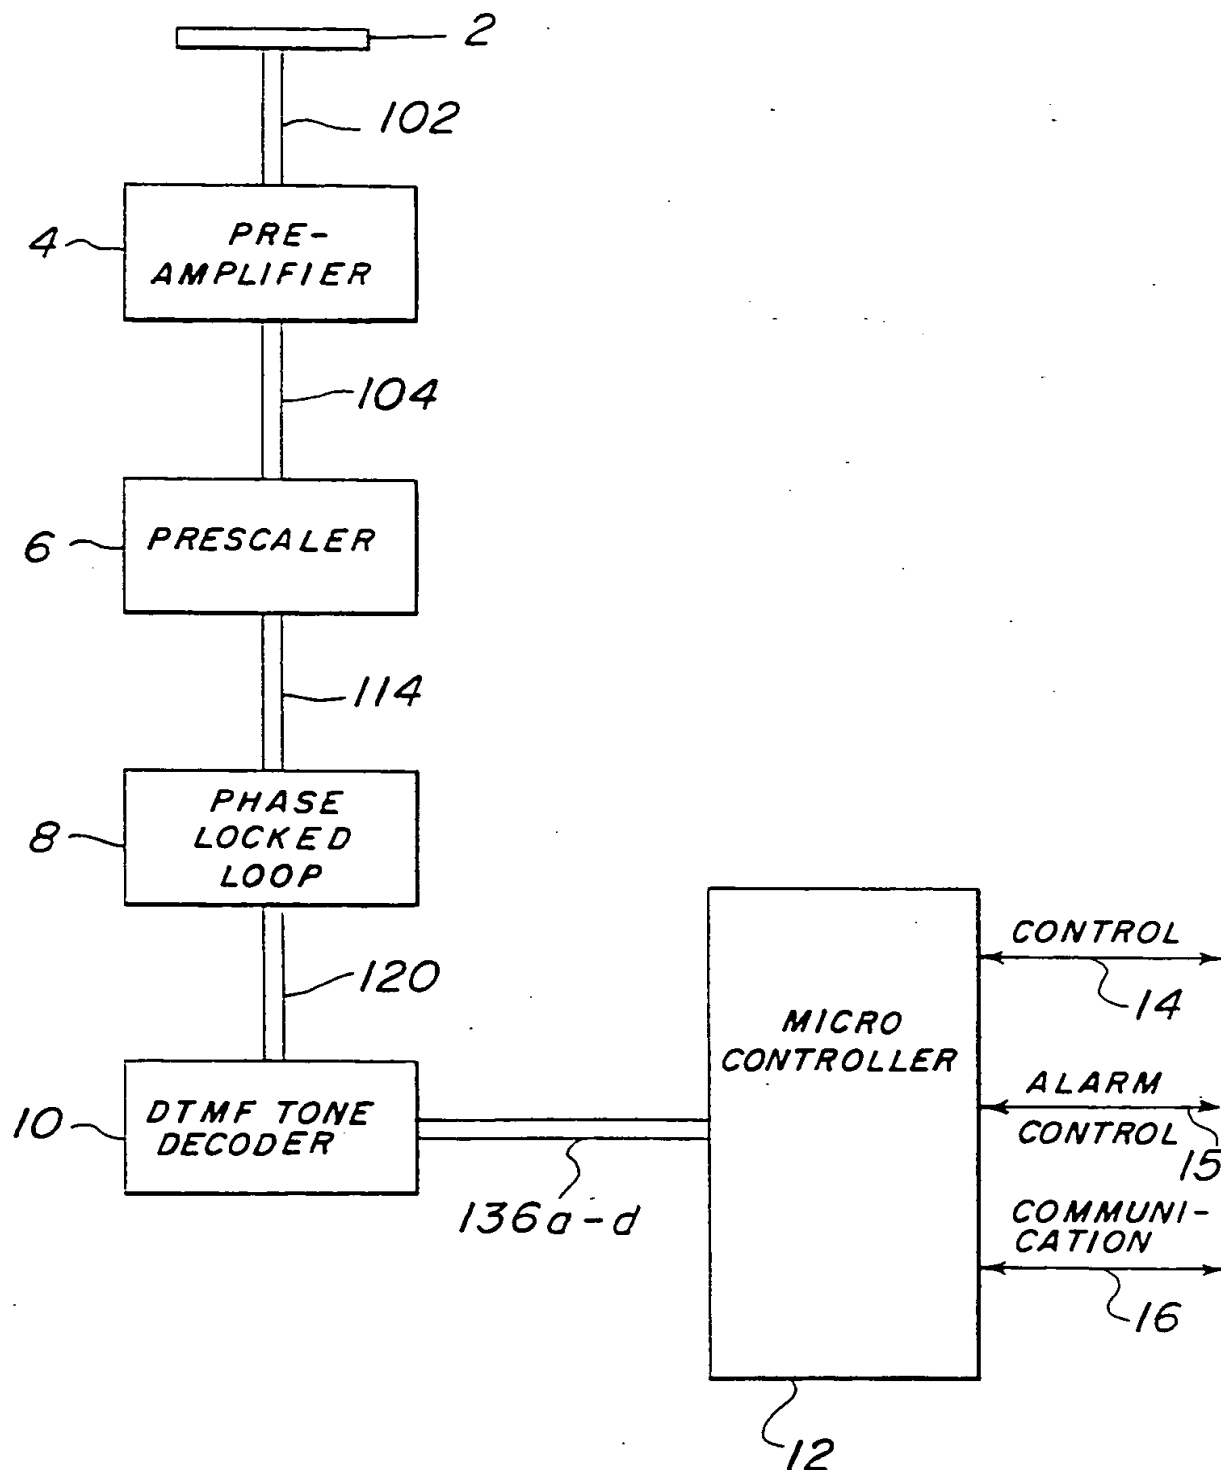 2
102
4
PRE-
AMPLIFIER
104
6
PRESCALER
114
8
PHASE
LOCKED
LOOP
120
10
DTMF TONE
DECODER
136a-d
MICRO
CONTROLLER
12
CONTROL
14
ALARM
CONTROL
15
COMMUNI-
CATION
16